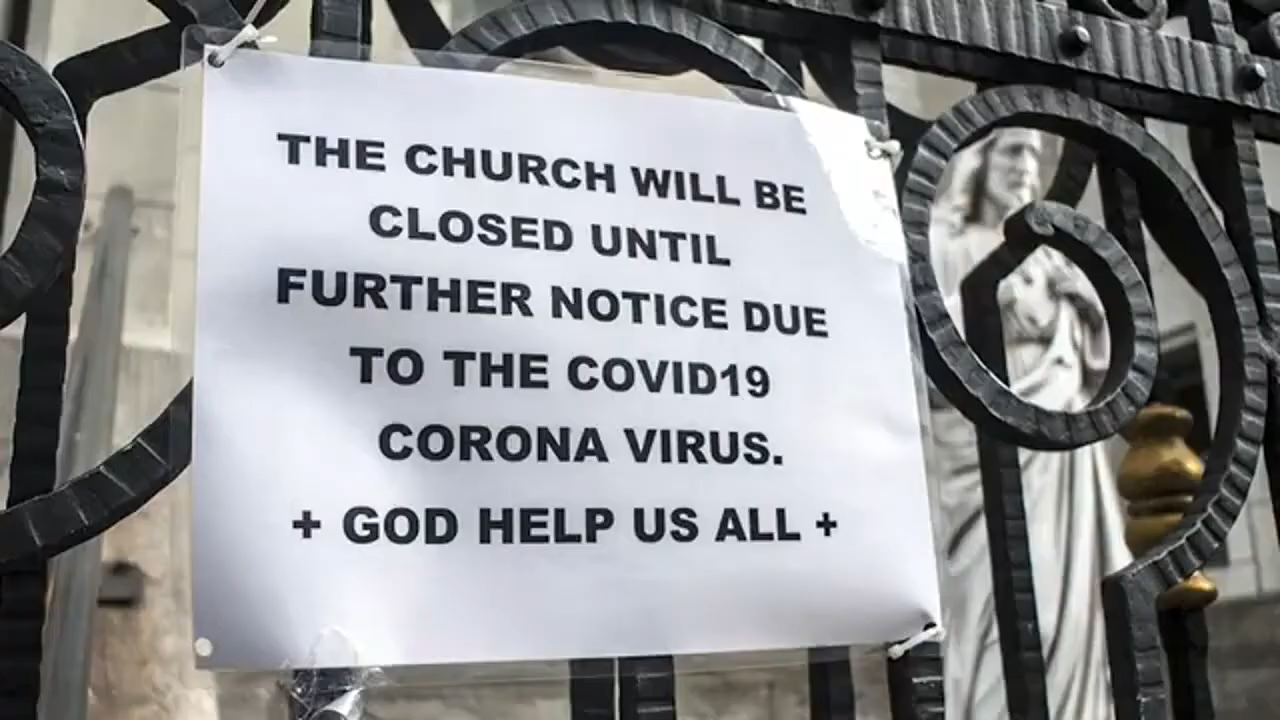 THE CHURCH WILL BE
CLOSED UNTIL
FURTHER NOTICE DUE
TO THE COVID19
CORONA VIRUS.
+ GOD HELP US ALL +